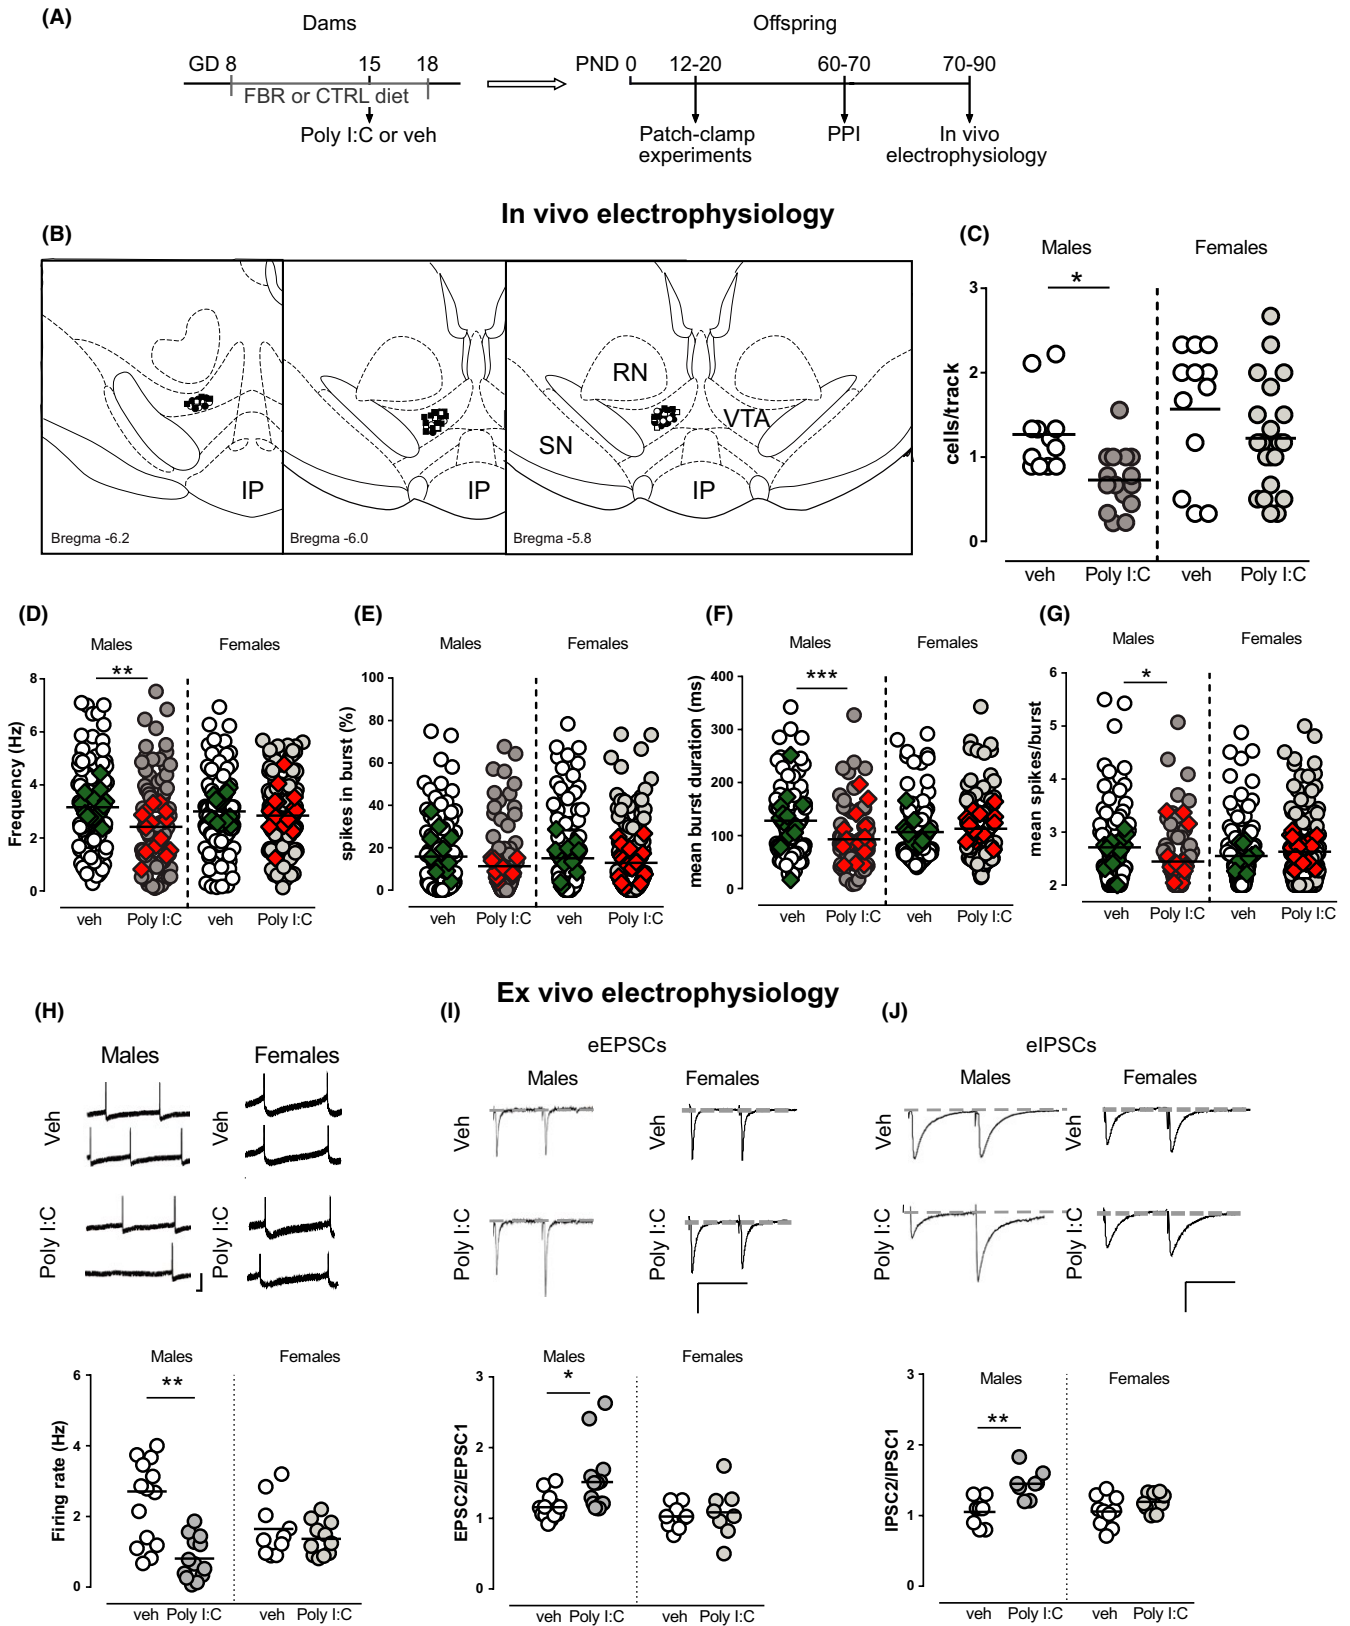 (A)
Dams
Offspring
GD 8 15 18
FBR or CTRL diet
Poly I:C or veh
PND 0 12-20 60-70 70-90
Patch-clamp
experiments
PPI
In vivo
electrophysiology
In vivo electrophysiology
(B)
IP
Bregma -6.2
IP
Bregma -6.0
RN
VTA
SN
IP
Bregma -5.8
(C)
Males Females
*
cells/track
3
2
1
0
veh Poly I:C veh Poly I:C
(D)
Males Females
**
Frequency (Hz)
8
6
4
2
0
veh Poly I:C veh Poly I:C
(E)
Males Females
spikes in burst (%)
100
80
60
40
20
0
veh Poly I:C veh Poly I:C
(F)
Males Females
***
mean burst duration (ms)
400
300
200
100
0
veh Poly I:C veh Poly I:C
(G)
Males Females
*
mean spikes/burst
6
5
4
3
2
veh Poly I:C veh Poly I:C
Ex vivo electrophysiology
(H)
Males Females
Veh Veh
Poly I:C Poly I:C
Males Females
**
Firing rate (Hz)
6
4
2
0
veh Poly I:C veh Poly I:C
(I)
eEPSCs
Males Females
Veh Veh
Poly I:C Poly I:C
Males Females
*
EPSC2/EPSC1
3
2
1
0
veh Poly I:C veh Poly I:C
(J)
eIPSCs
Males Females
Veh Veh
Poly I:C Poly I:C
Males Females
**
IPSC2/IPSC1
3
2
1
0
veh Poly I:C veh Poly I:C